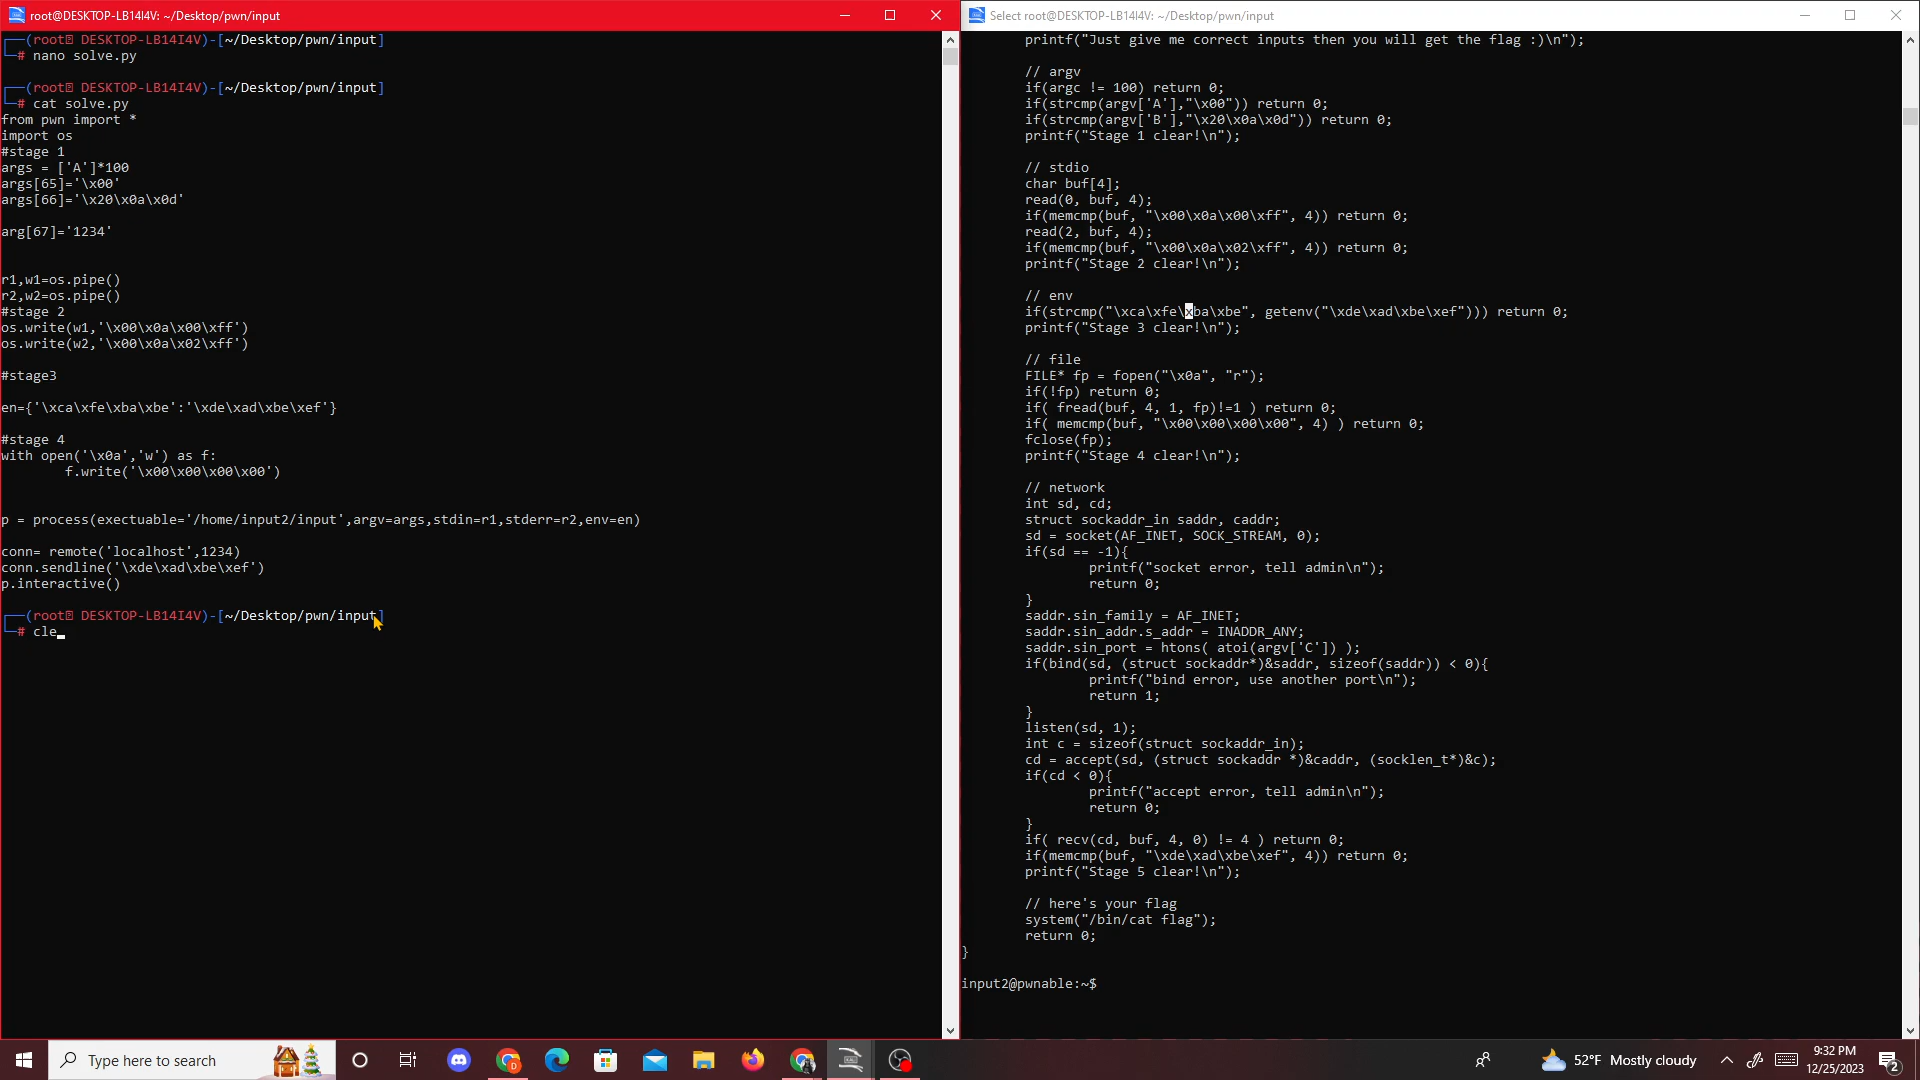 root@DESKTOP-LB14I4V: ~/Desktop/pwn/input
┌──(root㉿ DESKTOP-LB14I4V)-[~/Desktop/pwn/input]
└─# nano solve.py
┌──(root㉿ DESKTOP-LB14I4V)-[~/Desktop/pwn/input]
└─# cat solve.py
from pwn import *
import os
#stage 1
args = ['A']*100
args[65]='\x00'
args[66]='\x20\x0a\x0d'
arg[67]='1234'
r1,w1=os.pipe()
r2,w2=os.pipe()
#stage 2
os.write(w1,'\x00\x0a\x00\xff')
os.write(w2,'\x00\x0a\x02\xff')
#stage3
en={'\xca\xfe\xba\xbe':'\xde\xad\xbe\xef'}
#stage 4
with open('\x0a','w') as f:
        f.write('\x00\x00\x00\x00')
p = process(exectuable='/home/input2/input',argv=args,stdin=r1,stderr=r2,env=en)
conn= remote('localhost',1234)
conn.sendline('\xde\xad\xbe\xef')
p.interactive()
┌──(root㉿ DESKTOP-LB14I4V)-[~/Desktop/pwn/input]
└─# cle
Select root@DESKTOP-LB14I4V: ~/Desktop/pwn/input
        printf("Just give me correct inputs then you will get the flag :)\n");
        // argv
        if(argc != 100) return 0;
        if(strcmp(argv['A'],"\x00")) return 0;
        if(strcmp(argv['B'],"\x20\x0a\x0d")) return 0;
        printf("Stage 1 clear!\n");
        // stdio
        char buf[4];
        read(0, buf, 4);
        if(memcmp(buf, "\x00\x0a\x00\xff", 4)) return 0;
        read(2, buf, 4);
        if(memcmp(buf, "\x00\x0a\x02\xff", 4)) return 0;
        printf("Stage 2 clear!\n");
        // env
        if(strcmp("\xca\xfe\xba\xbe", getenv("\xde\xad\xbe\xef"))) return 0;
        printf("Stage 3 clear!\n");
        // file
        FILE* fp = fopen("\x0a", "r");
        if(!fp) return 0;
        if( fread(buf, 4, 1, fp)!=1 ) return 0;
        if( memcmp(buf, "\x00\x00\x00\x00", 4) ) return 0;
        fclose(fp);
        printf("Stage 4 clear!\n");
        // network
        int sd, cd;
        struct sockaddr_in saddr, caddr;
        sd = socket(AF_INET, SOCK_STREAM, 0);
        if(sd == -1){
                printf("socket error, tell admin\n");
                return 0;
        }
        saddr.sin_family = AF_INET;
        saddr.sin_addr.s_addr = INADDR_ANY;
        saddr.sin_port = htons( atoi(argv['C']) );
        if(bind(sd, (struct sockaddr*)&saddr, sizeof(saddr)) < 0){
                printf("bind error, use another port\n");
                return 1;
        }
        listen(sd, 1);
        int c = sizeof(struct sockaddr_in);
        cd = accept(sd, (struct sockaddr *)&caddr, (socklen_t*)&c);
        if(cd < 0){
                printf("accept error, tell admin\n");
                return 0;
        }
        if( recv(cd, buf, 4, 0) != 4 ) return 0;
        if(memcmp(buf, "\xde\xad\xbe\xef", 4)) return 0;
        printf("Stage 5 clear!\n");
        // here's your flag
        system("/bin/cat flag");
        return 0;
}
input2@pwnable:~$
Type here to search
52°F Mostly cloudy
9:32 PM
12/25/2023
2